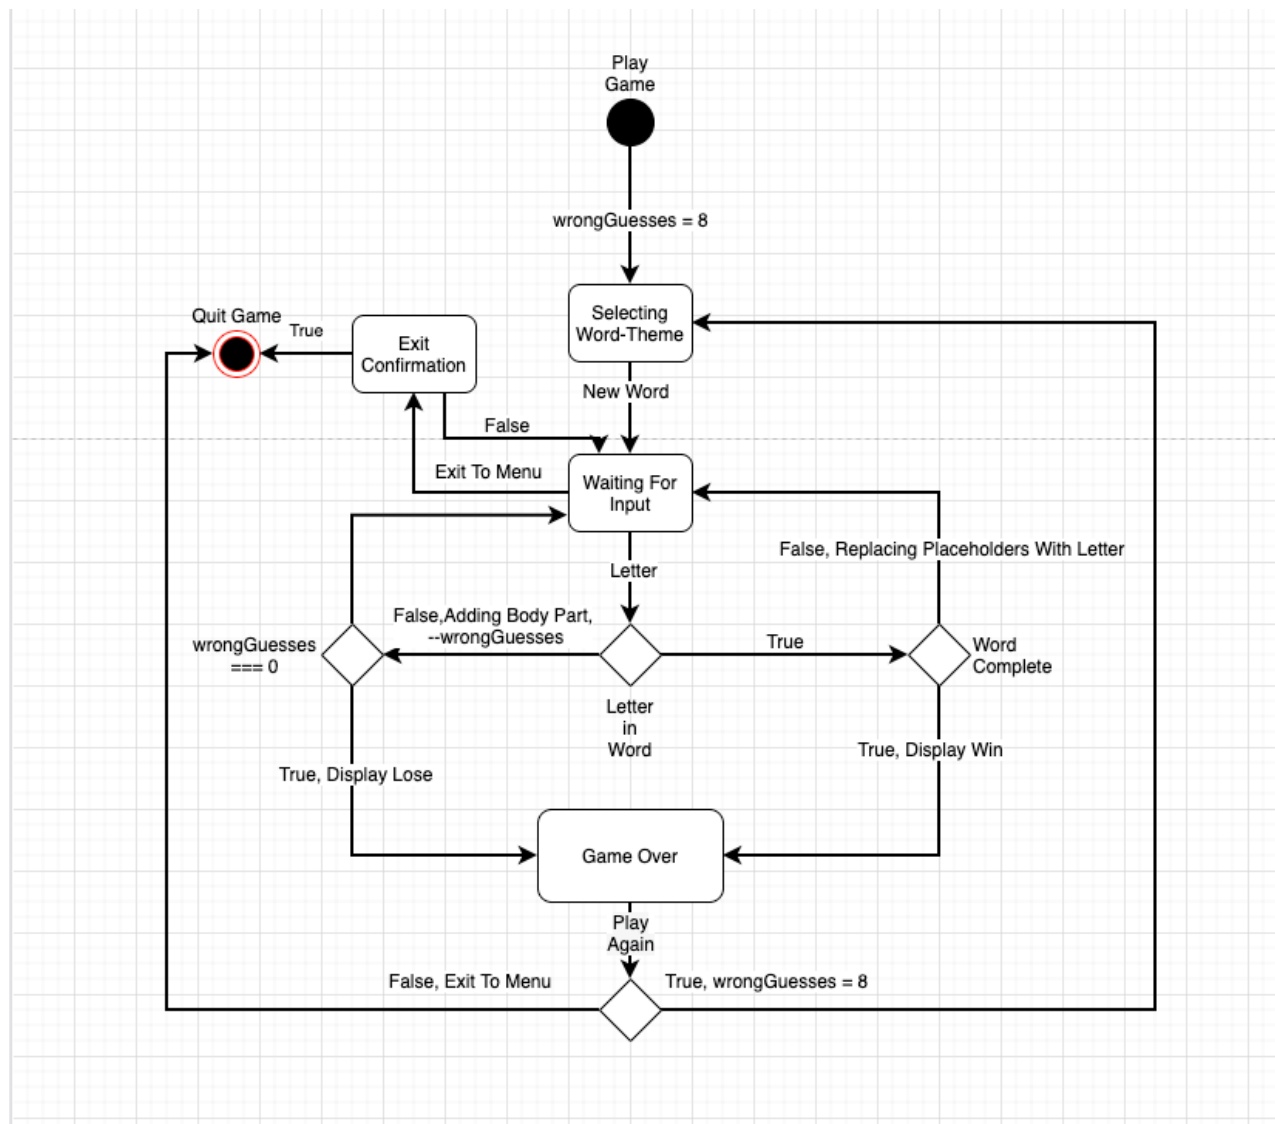 Play
Game
wrongGuesses = 8
Selecting
Word-Theme
Quit Game
True
Exit
Confirmation
New Word
False
Exit To Menu
Waiting For
Input
False, Replacing Placeholders With Letter
Letter
False,Adding Body Part,
--wrongGuesses
True
wrongGuesses
=== 0
Word
Complete
Letter
in
Word
True, Display Win
True, Display Lose
Game Over
Play
Again
False, Exit To Menu
True, wrongGuesses = 8